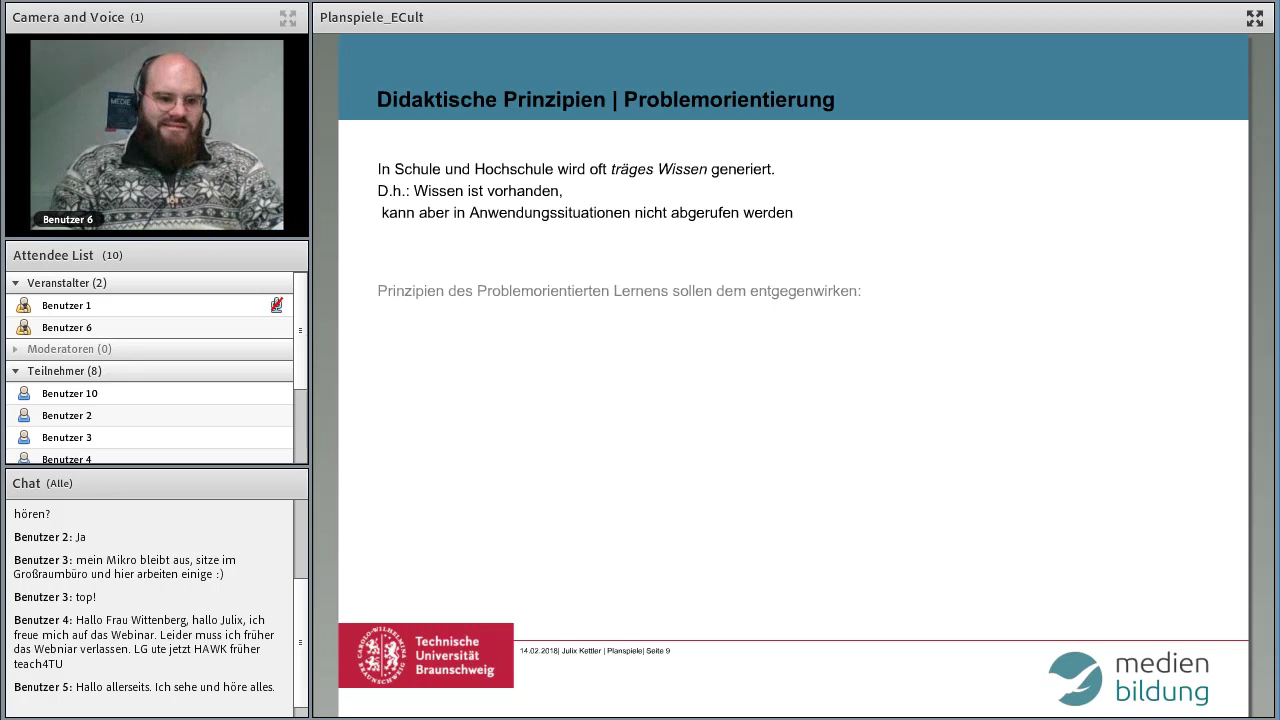 Camera and Voice (1)
MEDIE
Benutzer 6
Attendee List (10)
Veranstalter (2)
Benutzer 1
Benutzer 6
Moderatoren (0)
Teilnehmer (8)
Benutzer 10
Benutzer 2
Benutzer 3
Benutzer 4
Chat (Alle)
hören?
Benutzer 2: Ja
Benutzer 3: mein Mikro bleibt aus, sitze im
Großraumbüro und hier arbeiten einige :)
Benutzer 3: top!
Benutzer 4: Hallo Frau Wittenberg, hallo Julix, ich
freue mich auf das Webinar. Leider muss ich früher
das Webniar verlassen. LG ute jetzt HAWK früher
teach4TU
Benutzer 5: Hallo allerseits. Ich sehe und höre alles.
Planspiele_ECult
Didaktische Prinzipien | Problemorientierung
In Schule und Hochschule wird oft träges Wissen generiert.
D.h.: Wissen ist vorhanden,
kann aber in Anwendungssituationen nicht abgerufen werden
Prinzipien des Problemorientierten Lernens sollen dem entgegenwirken:
CAROLO-WILHELMINA
BRAUNSCHWEIG
Technische
Universität
Braunschweig
14.02.2018| Julix Kettler | Planspiele| Seite 9
medien
bildung